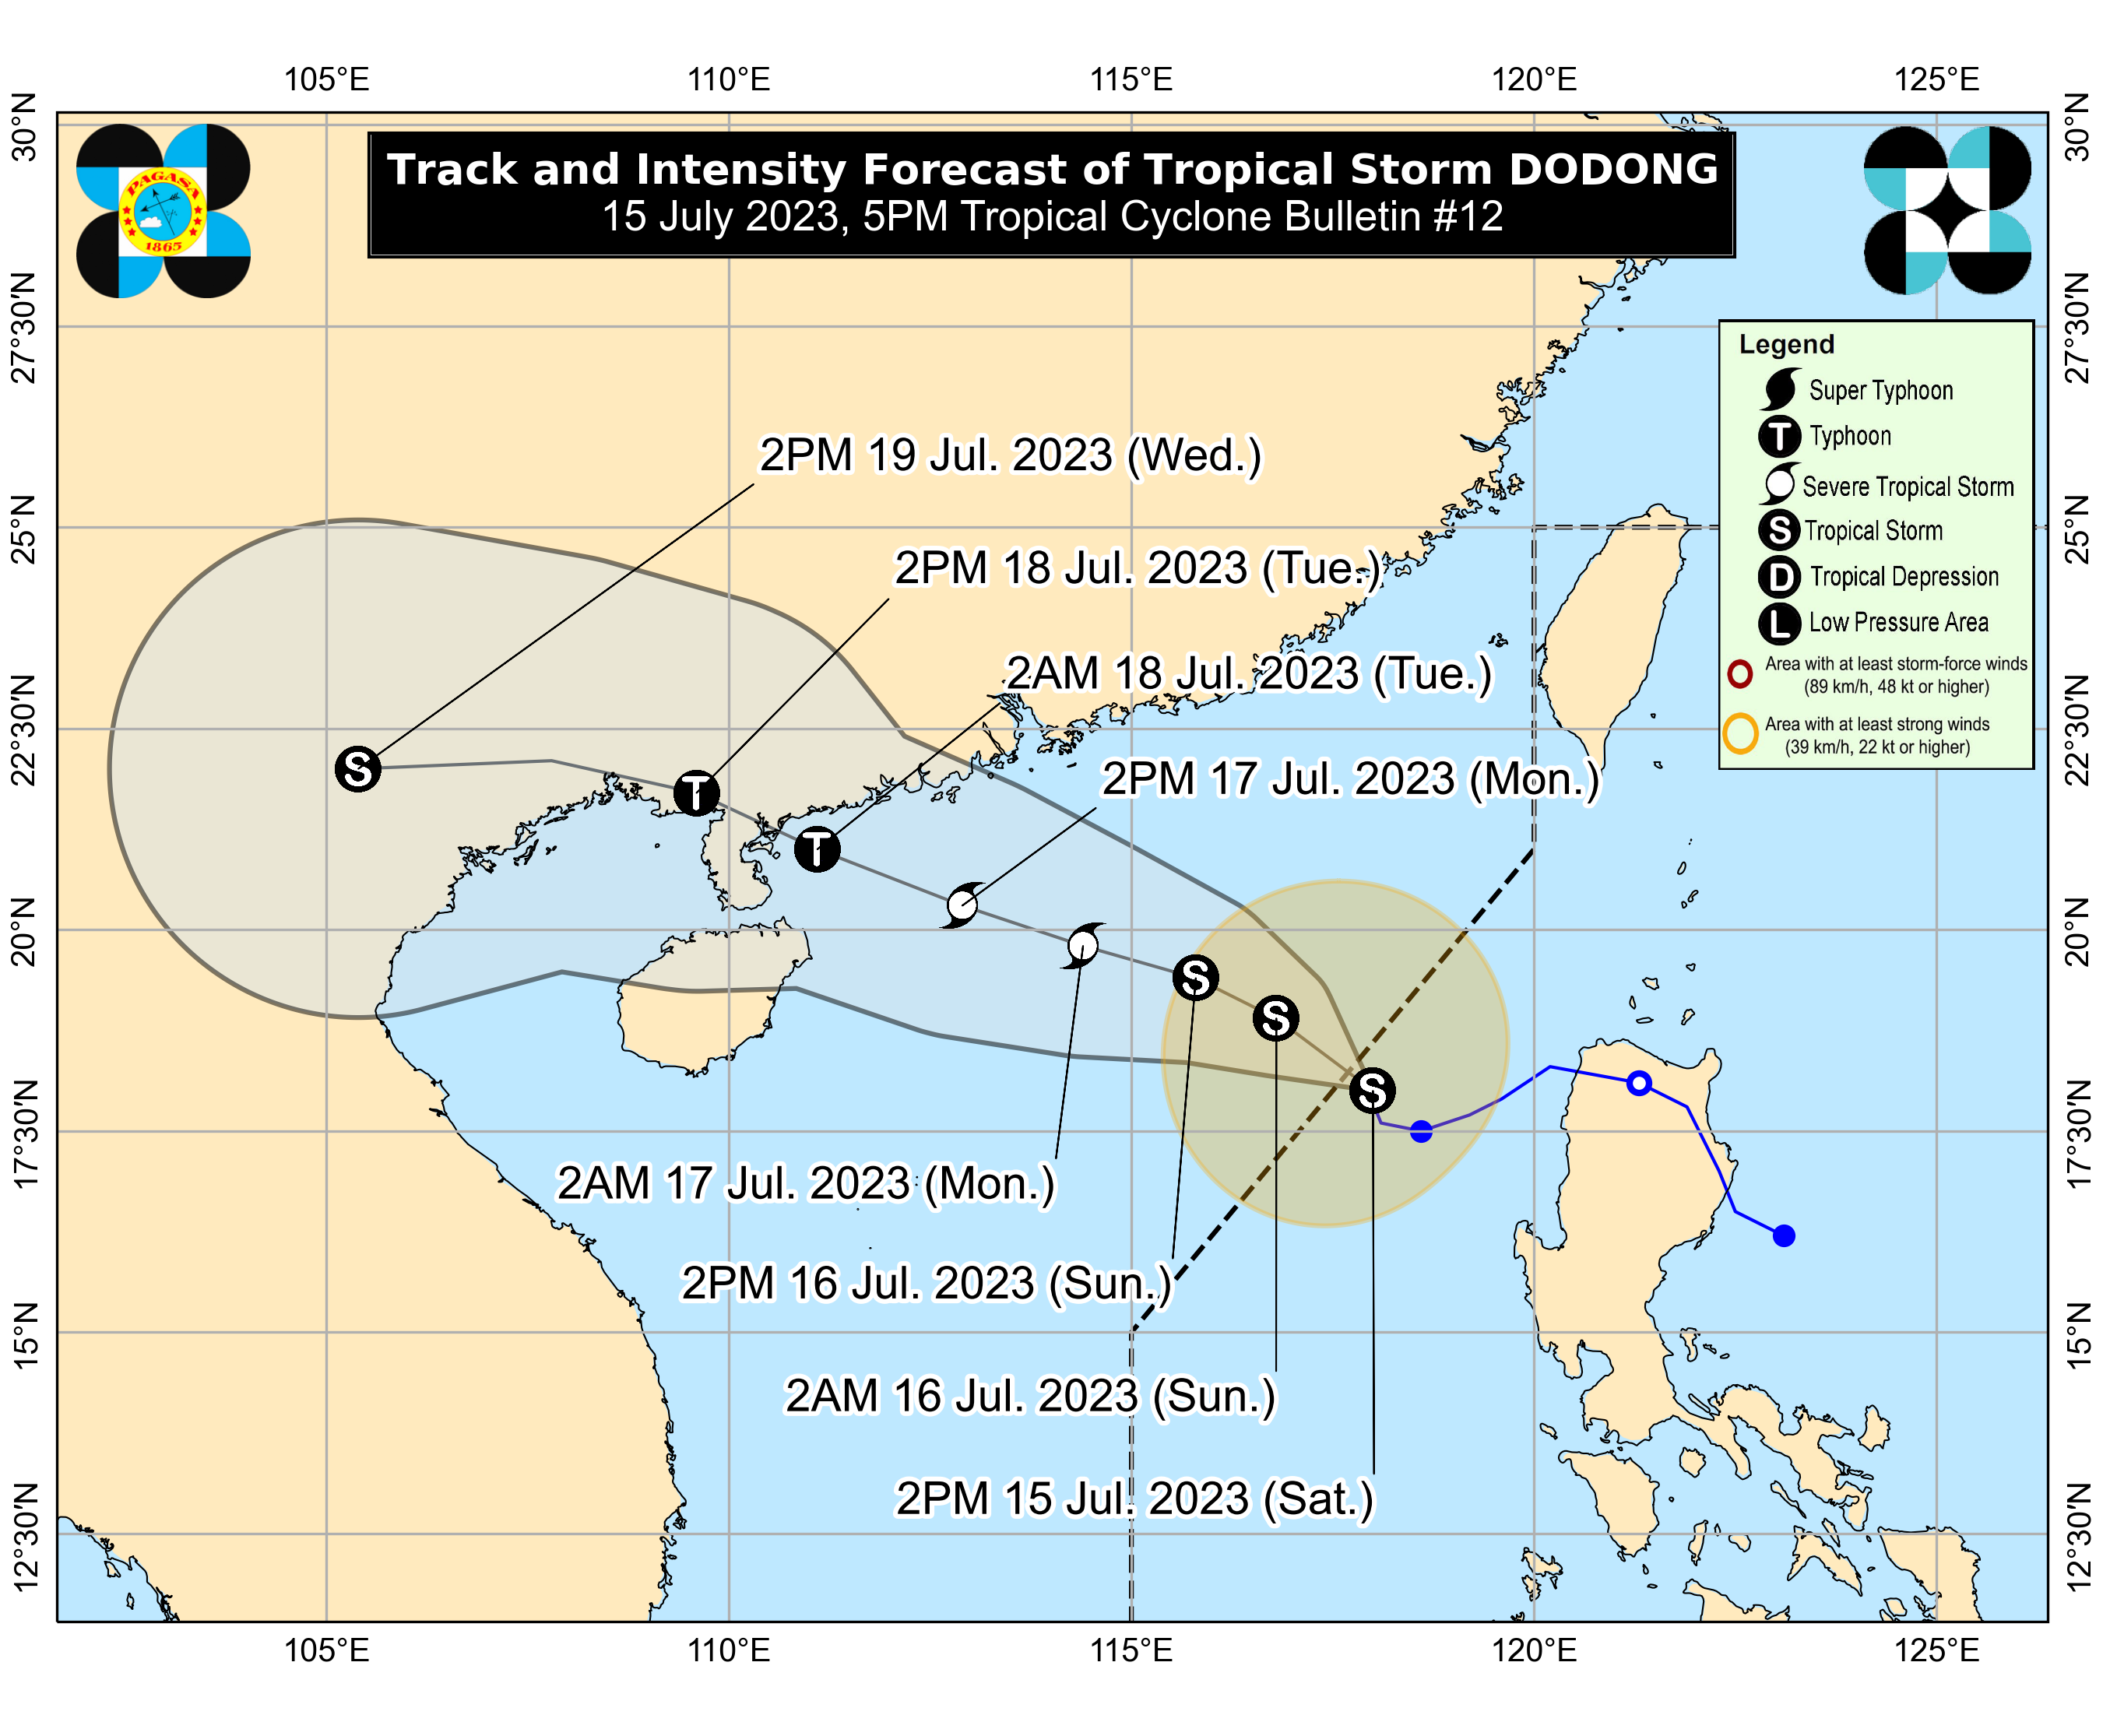 105°E 110°E 115°E 120°E 125°E
30°N 30°N
PAGASA
1865
Track and Intensity Forecast of Tropical Storm DODONG
15 July 2023, 5PM Tropical Cyclone Bulletin #12
27°30'N 27°30'N
Legend
Super Typhoon
T Typhoon
Severe Tropical Storm
S Tropical Storm
D Tropical Depression
L Low Pressure Area
Area with at least storm-force winds
(89 km/h, 48 kt or higher)
Area with at least strong winds
(39 km/h, 22 kt or higher)
2PM 19 Jul. 2023 (Wed.)
25°N 25°N
2PM 18 Jul. 2023 (Tue.)
2AM 18 Jul. 2023 (Tue.)
22°30'N 22°30'N
2PM 17 Jul. 2023 (Mon.)
S
T
T
20°N 20°N
S
S
S
17°30'N 17°30'N
2AM 17 Jul. 2023 (Mon.)
2PM 16 Jul. 2023 (Sun.)
15°N 15°N
2AM 16 Jul. 2023 (Sun.)
2PM 15 Jul. 2023 (Sat.)
12°30'N 12°30'N
105°E 110°E 115°E 120°E 125°E